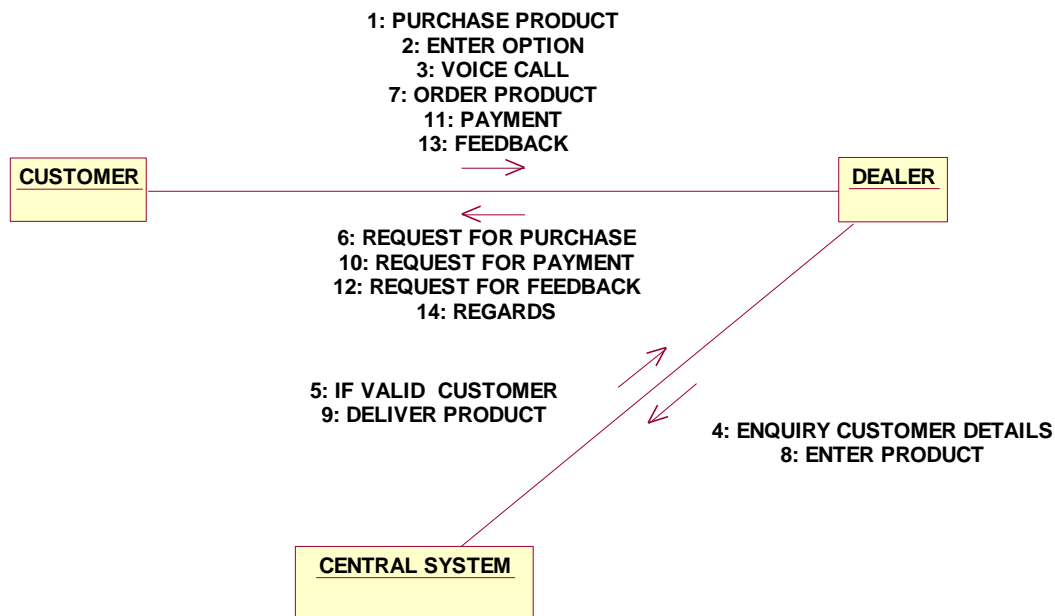 1: PURCHASE PRODUCT
2: ENTER OPTION
3: VOICE CALL
7: ORDER PRODUCT
11: PAYMENT
13: FEEDBACK
CUSTOMER
DEALER
6: REQUEST FOR PURCHASE
10: REQUEST FOR PAYMENT
12: REQUEST FOR FEEDBACK
14: REGARDS
5: IF VALID  CUSTOMER
9: DELIVER PRODUCT
4: ENQUIRY CUSTOMER DETAILS
8: ENTER PRODUCT
CENTRAL SYSTEM